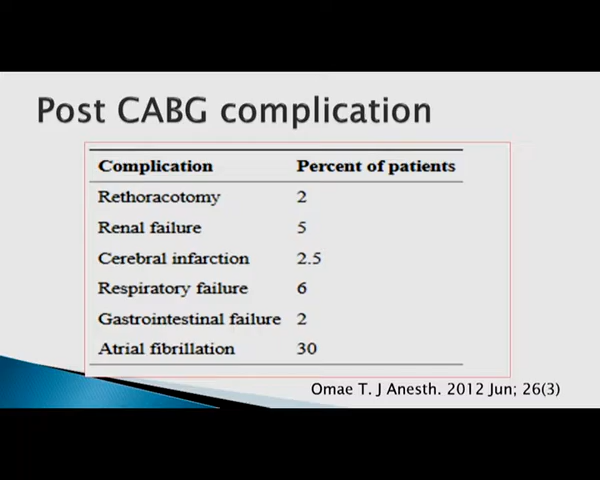 Post CABG complication
Complication Percent of patients
Rethoracotomy 2
Renal failure 5
Cerebral infarction 2.5
Respiratory failure 6
Gastrointestinal failure 2
Atrial fibrillation 30
Omae T. J Anesth. 2012 Jun; 26(3)